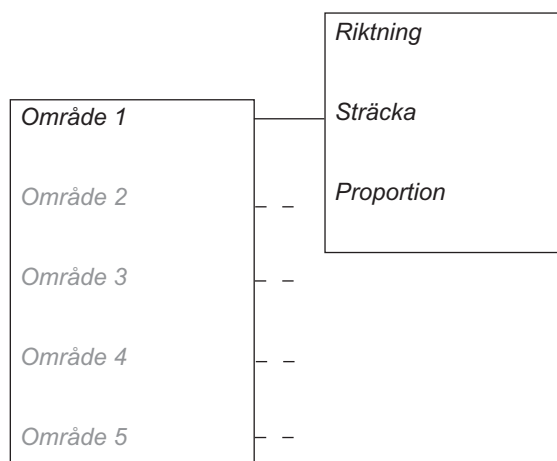 Riktning
Sträcka
Proportion
Område 1
Område 2
Område 3
Område 4
Område 5